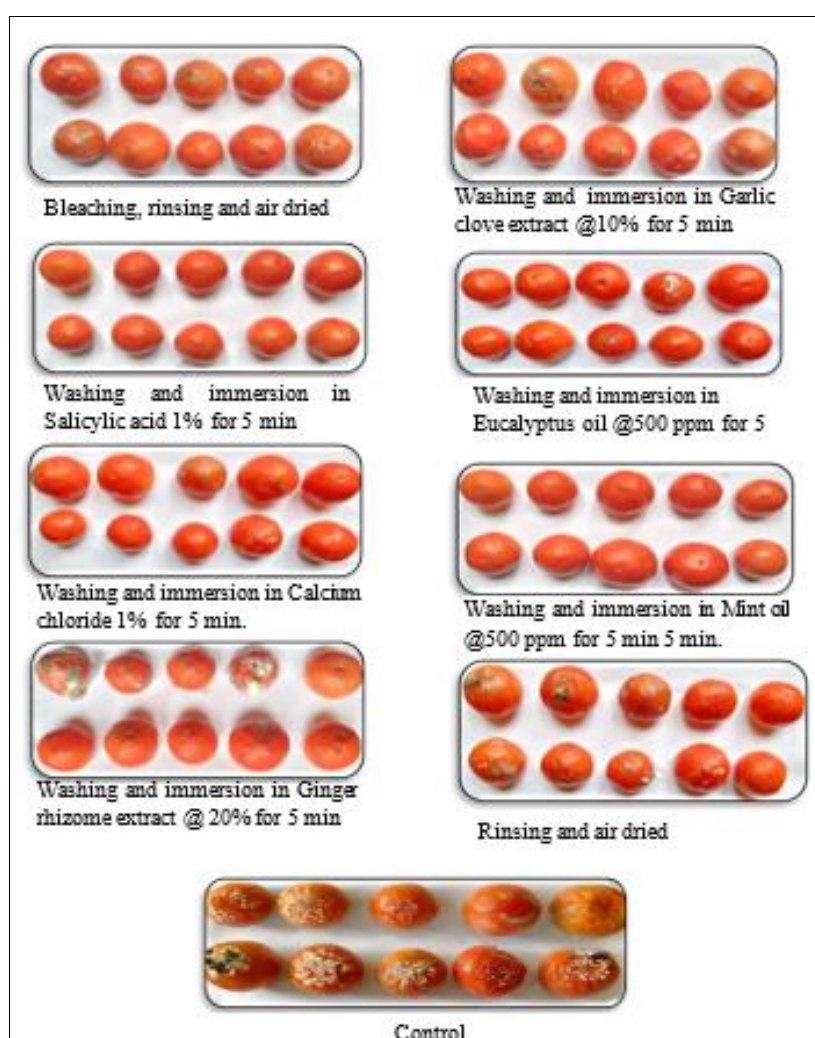 Bleaching, rinsing and air dried
Washing and immersion in Garlic
clove extract @10% for 5 min
Washing and immersion in
Salicylic acid 1% for 5 min
Washing and immersion in
Eucalyptus oil @500 ppm for 5
Washing and immersion in Calcium
chloride 1% for 5 min.
Washing and immersion in Mint oil
@500 ppm for 5 min 5 min.
Washing and immersion in Ginger
rhizome extract @ 20% for 5 min
Rinsing and air dried
Control